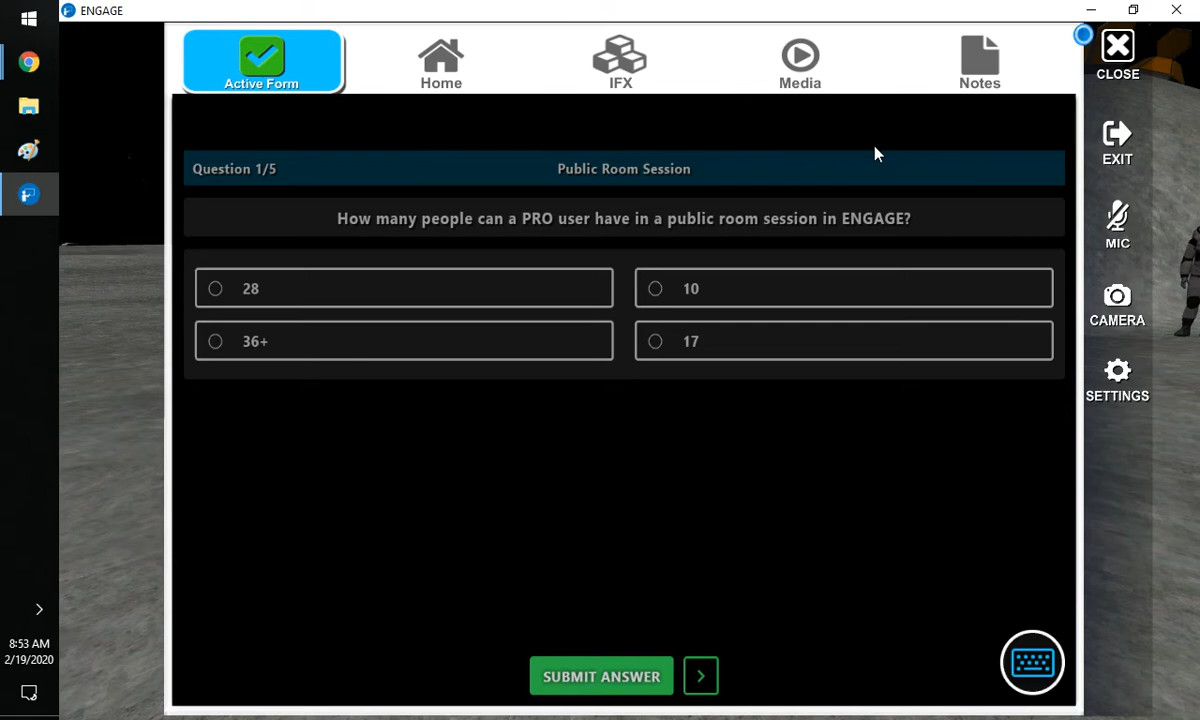 ENGAGE
Active Form
Home
IFX
Media
Notes
CLOSE
EXIT
MIC
CAMERA
SETTINGS
Question 1/5
Public Room Session
How many people can a PRO user have in a public room session in ENGAGE?
28
10
36+
17
SUBMIT ANSWER
8:53 AM
2/19/2020